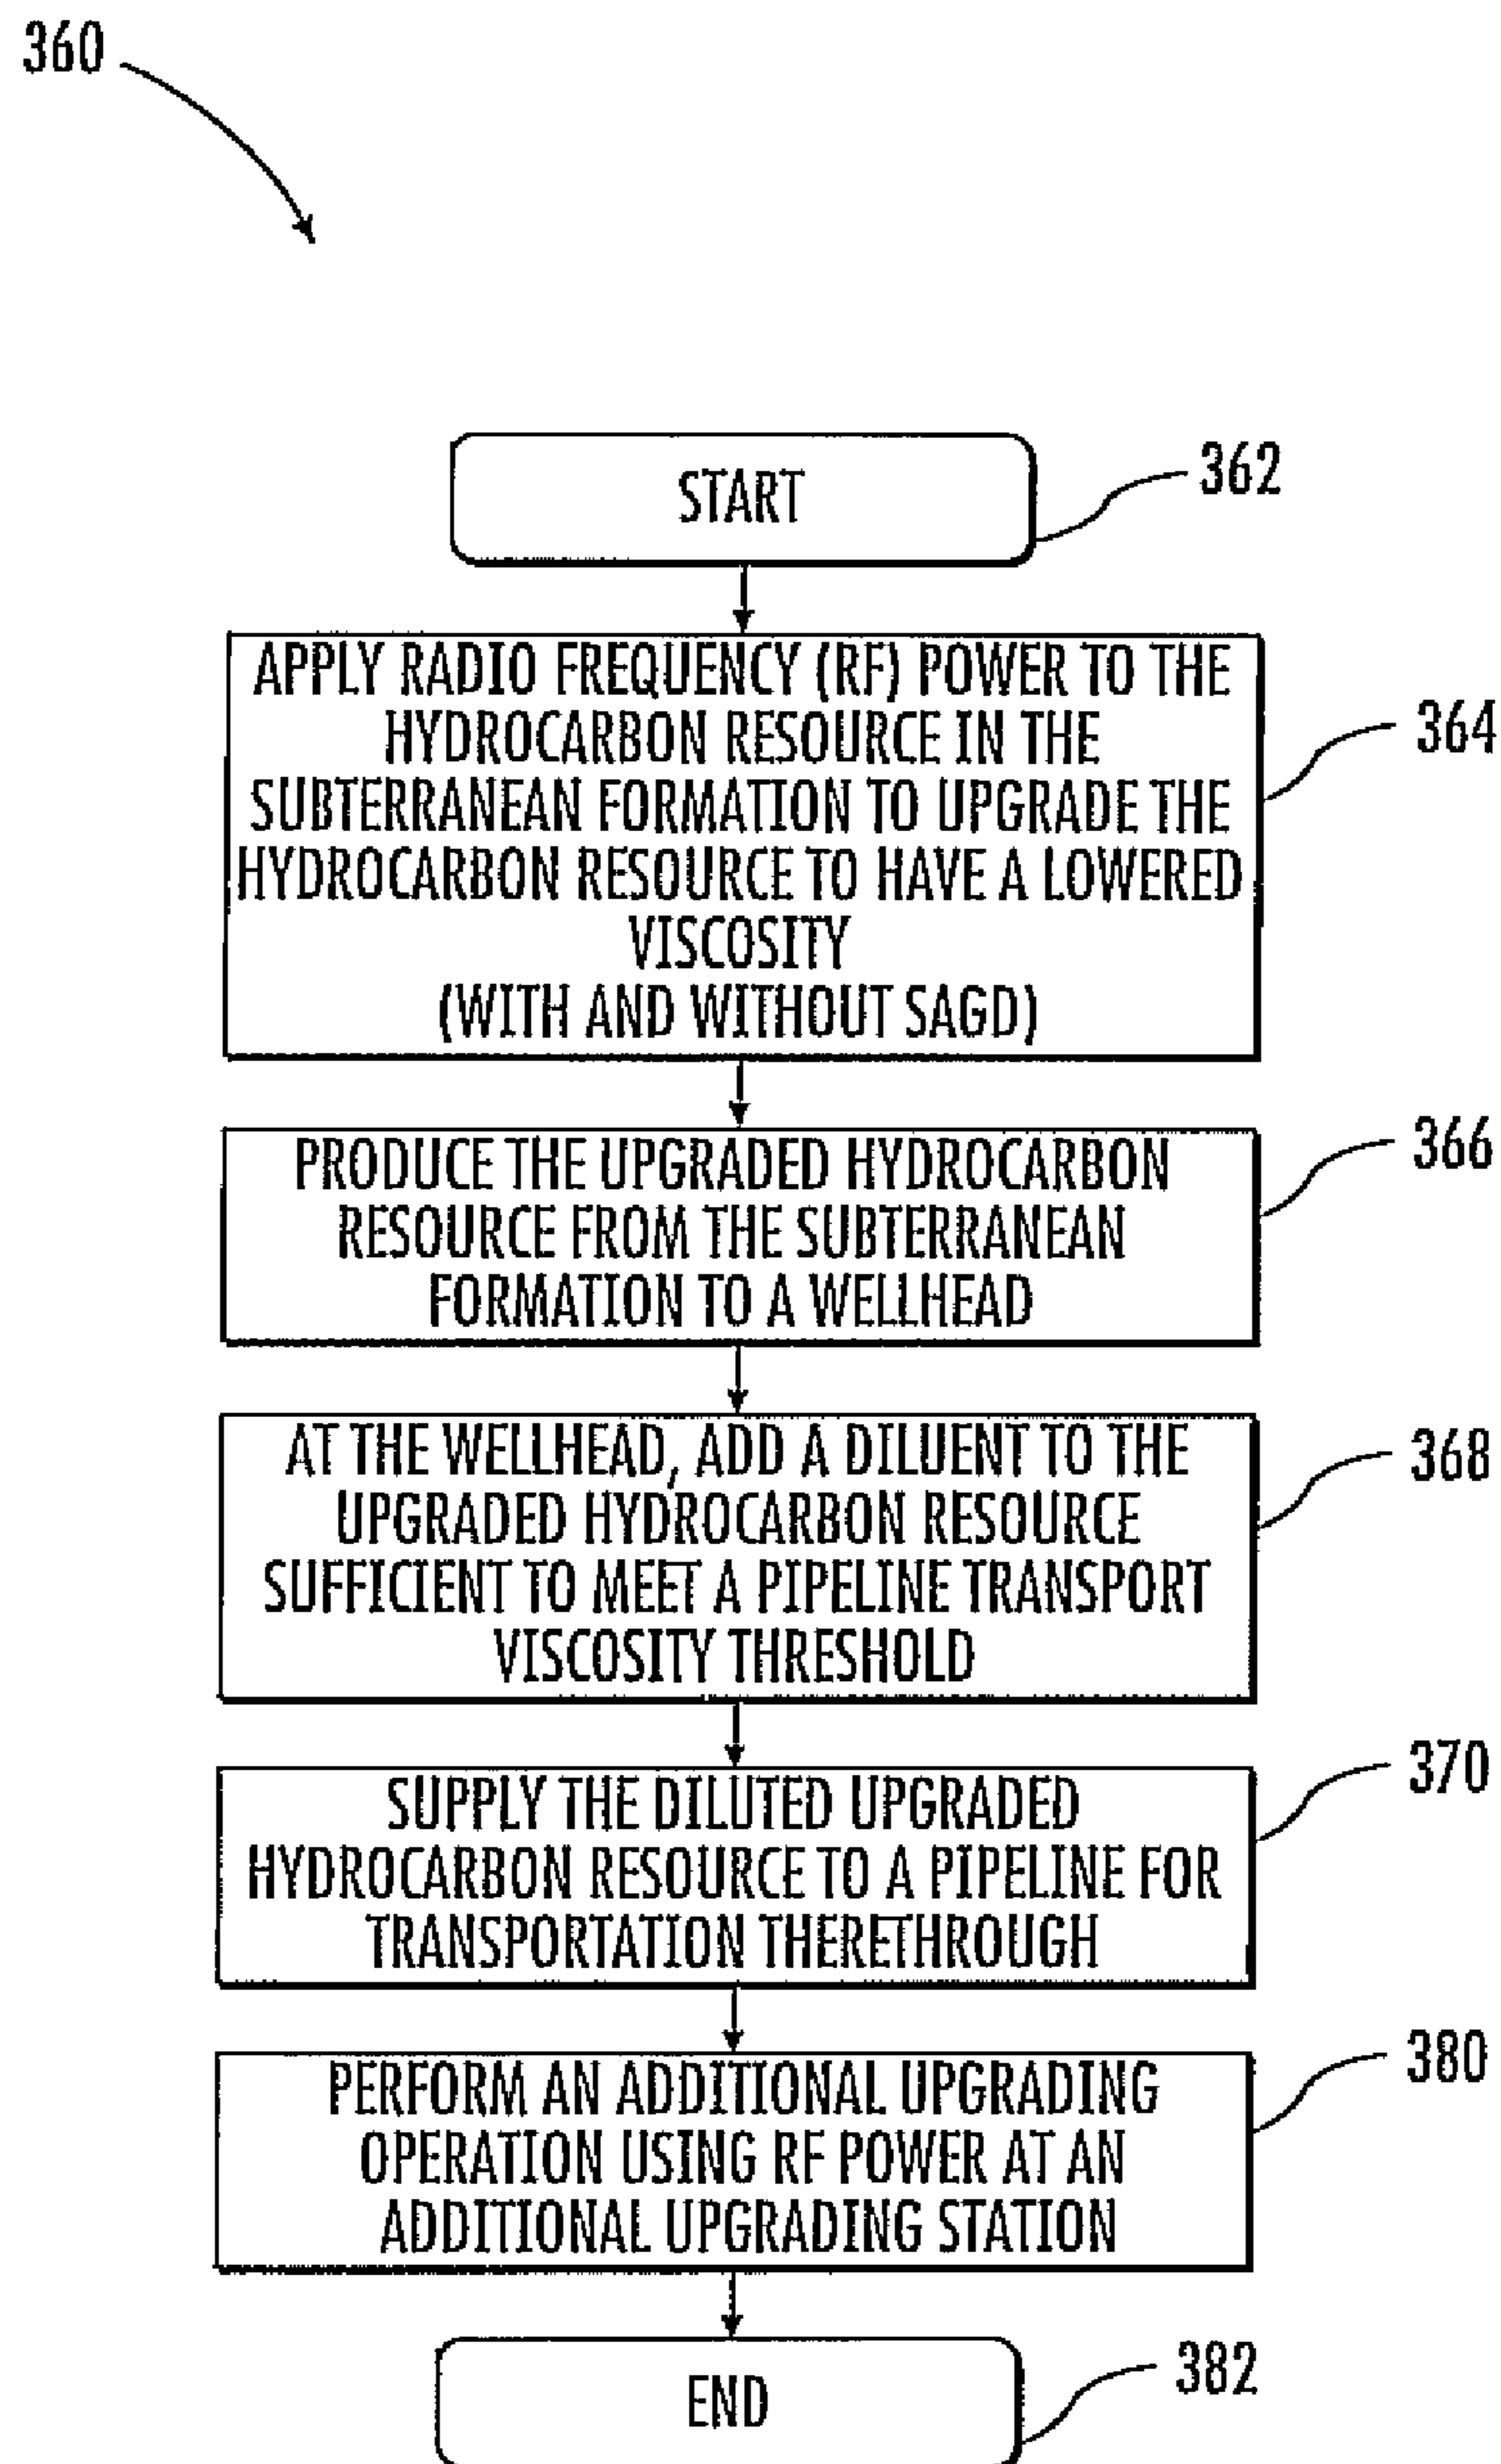 360
START
362
APPLY RADIO FREQUENCY (RF) POWER TO THE
HYDROCARBON RESOURCE IN THE
SUBTERRANEAN FORMATION TO UPGRADE THE
HYDROCARBON RESOURCE TO HAVE A LOWERED
VISCOSITY
(WITH AND WITHOUT SAGD)
364
PRODUCE THE UPGRADED HYDROCARBON
RESOURCE FROM THE SUBTERRANEAN
FORMATION TO A WELLHEAD
366
AT THE WELLHEAD, ADD A DILUENT TO THE
UPGRADED HYDROCARBON RESOURCE
SUFFICIENT TO MEET A PIPELINE TRANSPORT
VISCOSITY THRESHOLD
368
SUPPLY THE DILUTED UPGRADED
HYDROCARBON RESOURCE TO A PIPELINE FOR
TRANSPORTATION THERETHROUGH
370
PERFORM AN ADDITIONAL UPGRADING
OPERATION USING RF POWER AT AN
ADDITIONAL UPGRADING STATION
380
END
382